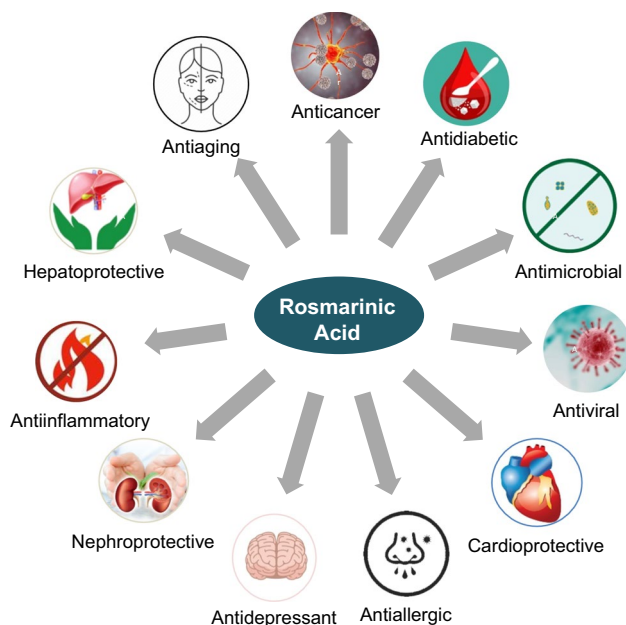 Anticancer
Antidiabetic
Antiaging
Hepatoprotective
Antimicrobial
Rosmarinic
Acid
Antiinflammatory
Antiviral
Nephroprotective
Cardioprotective
Antidepressant
Antiallergic